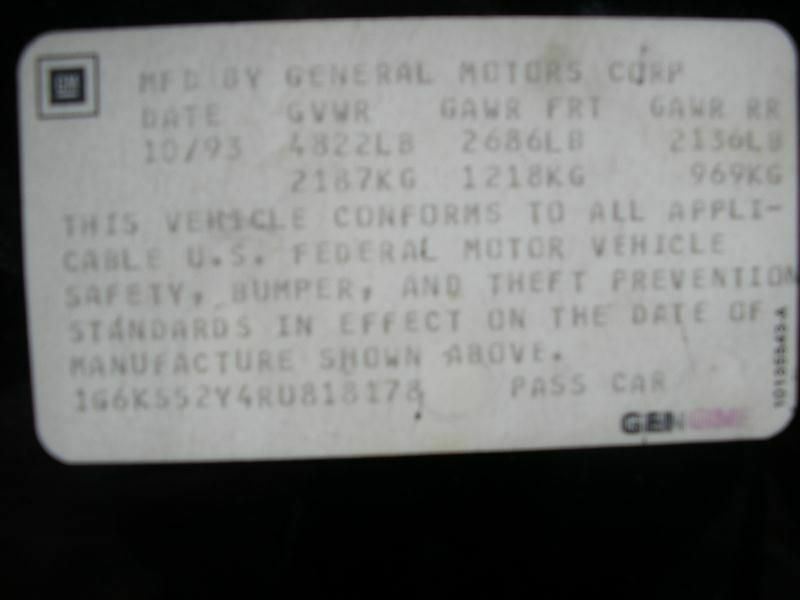 GM
MFD BY GENERAL MOTORS CORP
DATE GVWR GAWR FRT GAWR RR
10/93 4822LB 2686LB 2136LB
2187KG 1218KG 969KG
THIS VEHICLE CONFORMS TO ALL APPLI-
CABLE U.S. FEDERAL MOTOR VEHICLE
SAFETY, BUMPER, AND THEFT PREVENTION
STANDARDS IN EFFECT ON THE DATE OF
MANUFACTURE SHOWN ABOVE.
1G6KS52Y4RU818178 PASS CAR